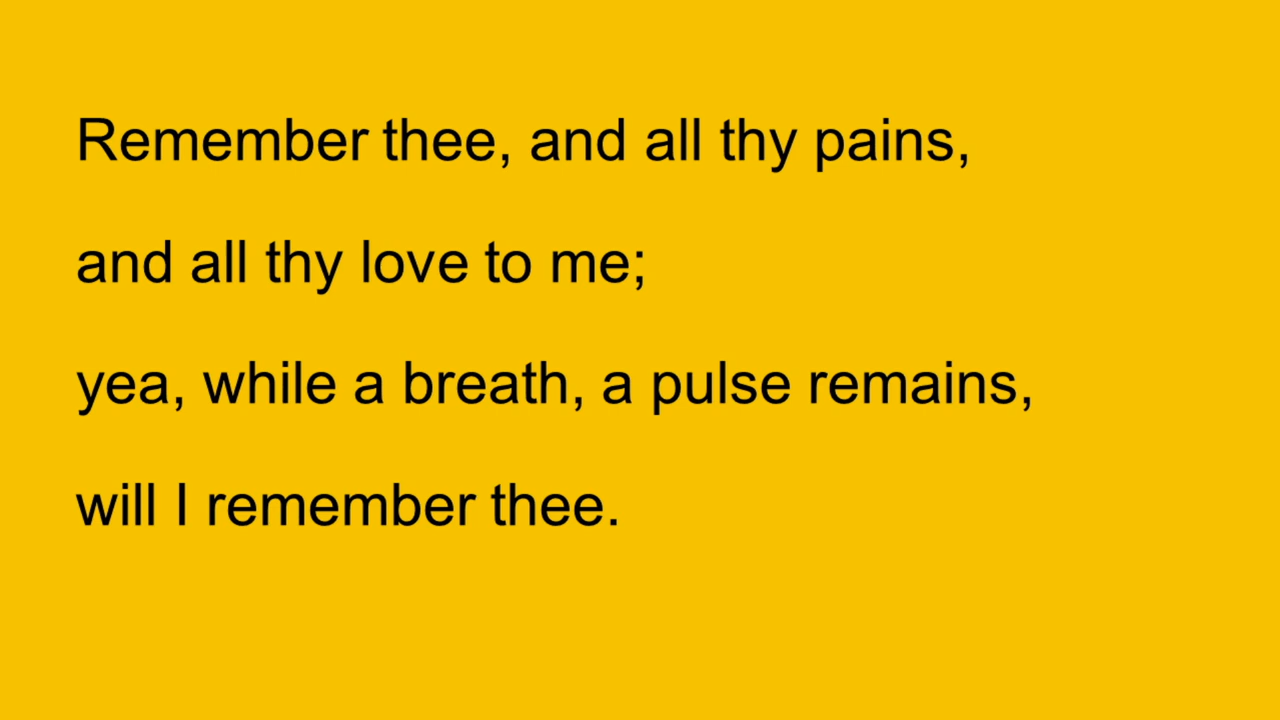 Remember thee, and all thy pains,
and all thy love to me;
yea, while a breath, a pulse remains,
will I remember thee.